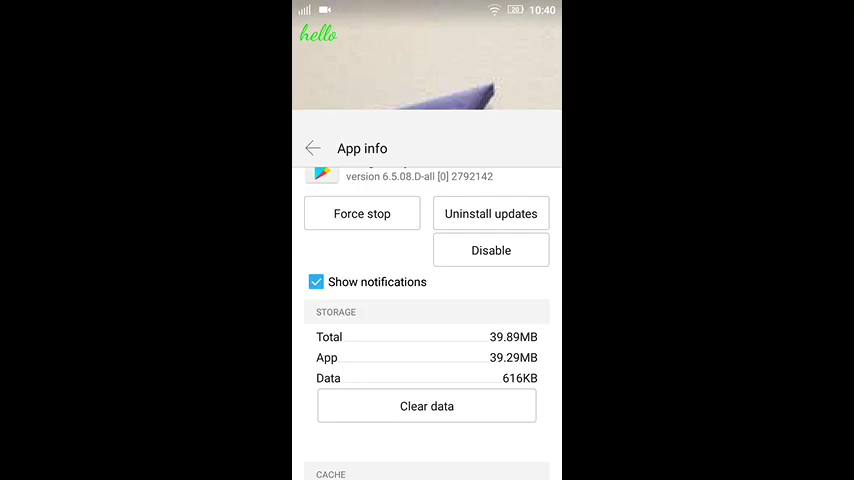 20 10:40
hello
App info
version 6.5.08.D-all [0] 2792142
Force stop
Uninstall updates
Disable
Show notifications
STORAGE
Total 39.89MB
App 39.29MB
Data 616KB
Clear data
CACHE